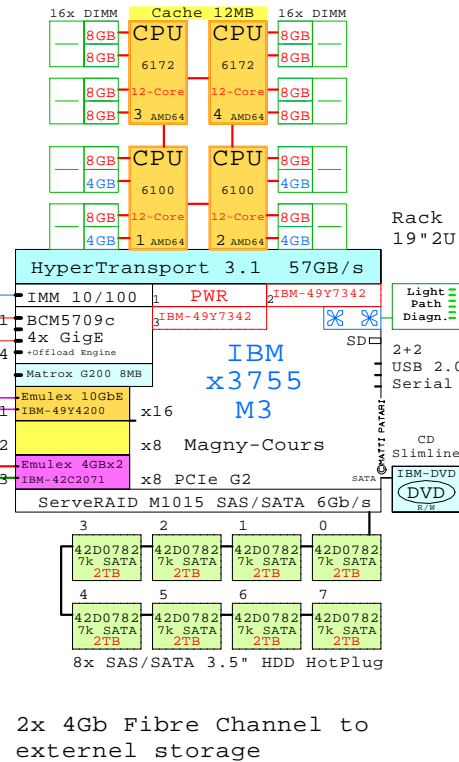 16x DIMM Cache 12MB 16x DIMM
8GB CPU CPU 8GB
8GB 6172 6172 8GB
8GB 12-Core 12-Core 8GB
8GB 3 AMD64 4 AMD64 8GB
8GB CPU CPU 8GB
4GB 6100 6100 4GB
8GB 12-Core 12-Core 8GB
4GB 1 AMD64 2 AMD64 4GB
Rack
19"2U
HyperTransport 3.1 57GB/s
IMM 10/100 1 PWR 2 IBM-49Y7342
3 IBM-49Y7342
Light
Path
Diagn.
1 BCM5709c
4x GigE
4 +Offload Engine
SD
IBM
x3755
M3
2+2
USB 2.0
Serial
Matrox G200 8MB
Emulex 10GbE
1 IBM-49Y4200 x16
2 x8 Magny-Cours
©MATTI PATARI
CD
Slimline
Emulex 4GBx2
3 IBM-42C2071 x8 PCIe G2 SATA
IBM-DVD
DVD
R/W
ServeRAID M1015 SAS/SATA 6Gb/s
3 2 1 0
42D0782 42D0782 42D0782 42D0782
7k SATA 7k SATA 7k SATA 7k SATA
2TB 2TB 2TB 2TB
4 5 6 7
42D0782 42D0782 42D0782 42D0782
7k SATA 7k SATA 7k SATA 7k SATA
2TB 2TB 2TB 2TB
8x SAS/SATA 3.5" HDD HotPlug
2x 4Gb Fibre Channel to
externel storage